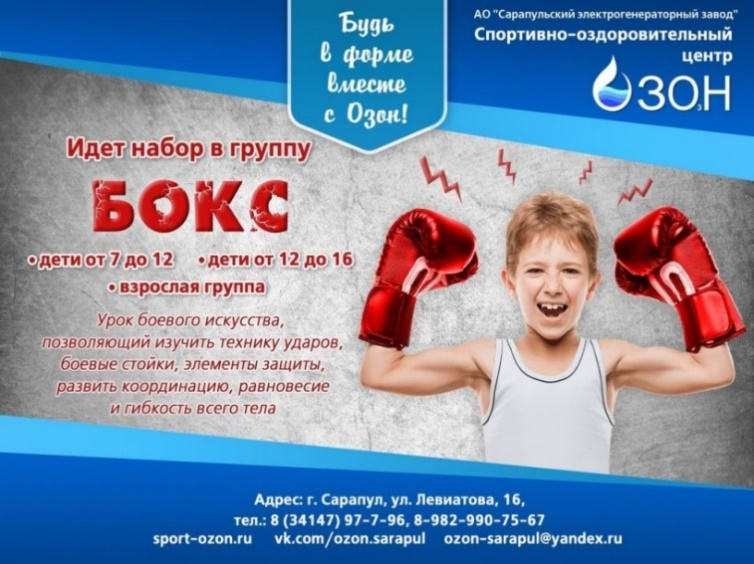 Будь
в форме
вместе
с Озон!
АО "Сарапульский электрогенераторный завод"
Спортивно-оздоровительный
центр
ОЗО₃Н
Идет набор в группу
БОКС
• дети от 7 до 12 • дети от 12 до 16
• взрослая группа
Урок боевого искусства,
позволяющий изучить технику ударов,
боевые стойки, элементы защиты,
развить координацию, равновесие
и гибкость всего тела
Адрес: г. Сарапул, ул. Левиатова, 16,
тел.: 8 (34147) 97-7-96, 8-982-990-75-67
sport-ozon.ru vk.com/ozon.sarapul ozon-sarapul@yandex.ru